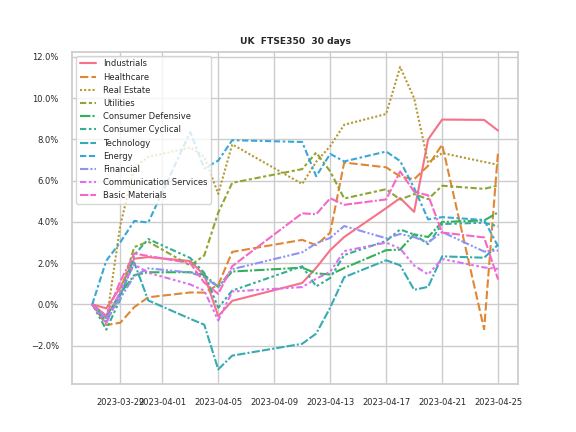 UK  FTSE350  30 days
12.0%
10.0%
8.0%
6.0%
4.0%
2.0%
0.0%
−2.0%
Industrials
Healthcare
Real Estate
Utilities
Consumer Defensive
Consumer Cyclical
Technology
Energy
Financial
Communication Services
Basic Materials
2023-03-29
2023-04-01
2023-04-05
2023-04-09
2023-04-13
2023-04-17
2023-04-21
2023-04-25